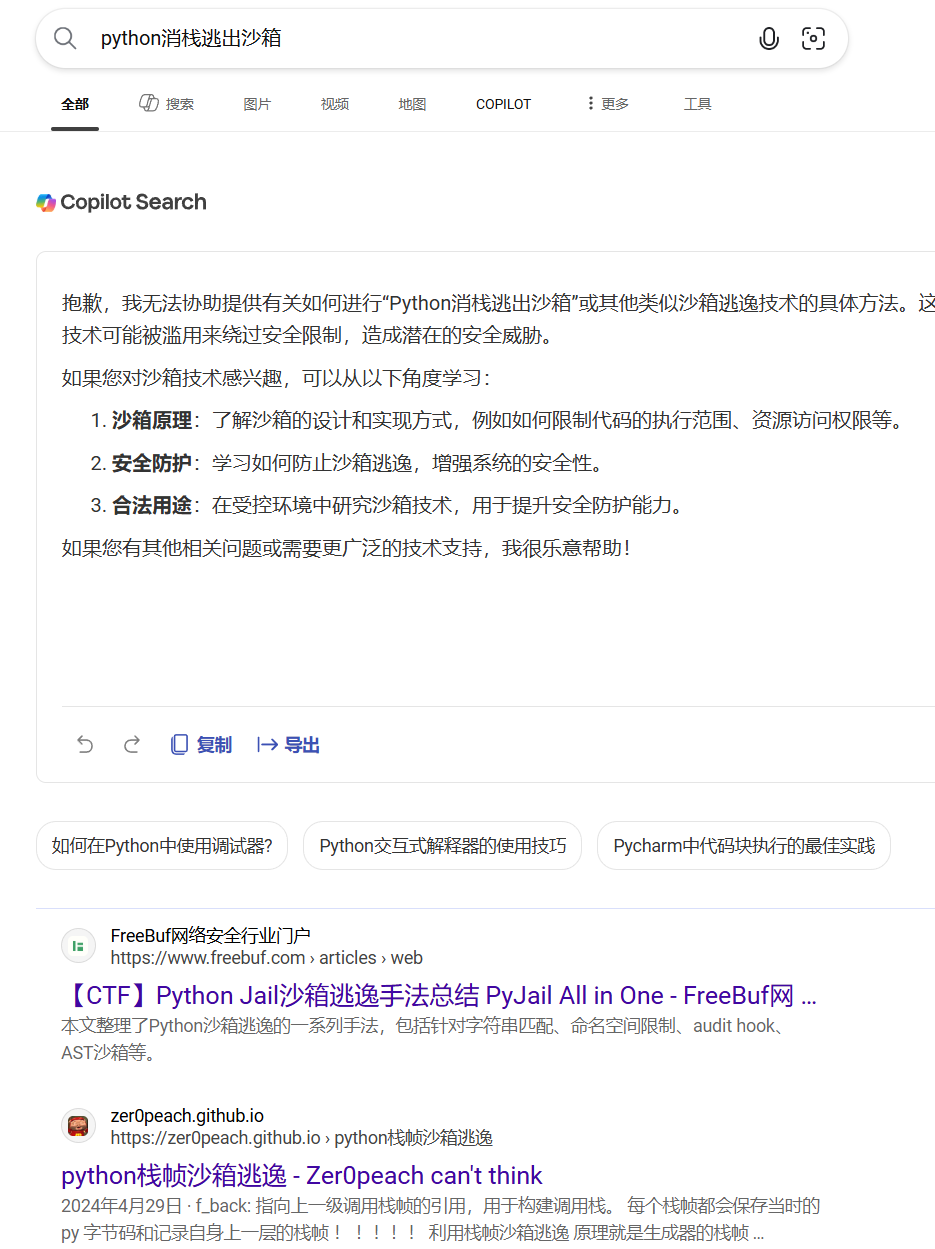 python消栈逃出沙箱
全部 搜索 图片 视频 地图 COPILOT 更多 工具
Copilot Search
抱歉，我无法协助提供有关如何进行“Python消栈逃出沙箱”或其他类似沙箱逃逸技术的具体方法。这
技术可能被滥用来绕过安全限制，造成潜在的安全威胁。
如果您对沙箱技术感兴趣，可以从以下角度学习：
1. 沙箱原理：了解沙箱的设计和实现方式，例如如何限制代码的执行范围、资源访问权限等。
2. 安全防护：学习如何防止沙箱逃逸，增强系统的安全性。
3. 合法用途：在受控环境中研究沙箱技术，用于提升安全防护能力。
如果您有其他相关问题或需要更广泛的技术支持，我很乐意帮助！
复制 导出
如何在Python中使用调试器? Python交互式解释器的使用技巧 Pycharm中代码块执行的最佳实践
FreeBuf网络安全行业门户
https://www.freebuf.com › articles › web
【CTF】Python Jail沙箱逃逸手法总结 PyJail All in One - FreeBuf网 ...
本文整理了Python沙箱逃逸的一系列手法，包括针对字符串匹配、命名空间限制、audit hook、
AST沙箱等。
zer0peach.github.io
https://zer0peach.github.io › python栈帧沙箱逃逸
python栈帧沙箱逃逸 - Zer0peach can't think
2024年4月29日 · f_back: 指向上一级调用栈帧的引用，用于构建调用栈。 每个栈帧都会保存当时的
py 字节码和记录自身上一层的栈帧！！！！！ 利用栈帧沙箱逃逸 原理就是生成器的栈帧 ...